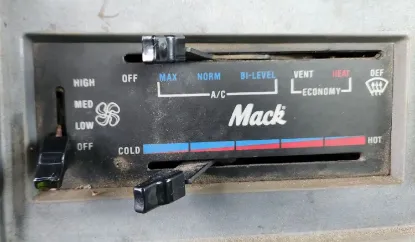 HIGH
MED
LOW
OFF
OFF MAX NORM BI-LEVEL VENT HEAT DEF
A/C ECONOMY
Mack
COLD HOT